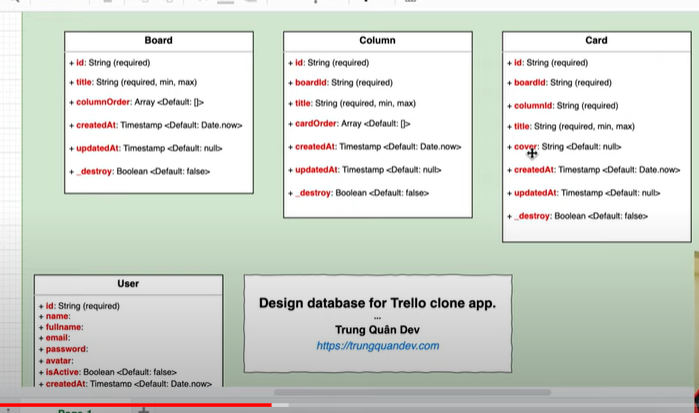 Board
+ id: String (required)
+ title: String (required, min, max)
+ columnOrder: Array <Default: []>
+ createdAt: Timestamp <Default: Date.now>
+ updatedAt: Timestamp <Default: null>
+ _destroy: Boolean <Default: false>
Column
+ id: String (required)
+ boardId: String (required)
+ title: String (required, min, max)
+ cardOrder: Array <Default: []>
+ createdAt: Timestamp <Default: Date.now>
+ updatedAt: Timestamp <Default: null>
+ _destroy: Boolean <Default: false>
Card
+ id: String (required)
+ boardId: String (required)
+ columnId: String (required)
+ title: String (required, min, max)
+ cover: String <Default: null>
+ createdAt: Timestamp <Default: Date.now>
+ updatedAt: Timestamp <Default: null>
+ _destroy: Boolean <Default: false>
User
+ id: String (required)
+ name:
+ fullname:
+ email:
+ password:
+ avatar:
+ isActive: Boolean <Default: false>
+ createdAt: Timestamp <Default: Date.now>
Design database for Trello clone app.
...
Trung Quân Dev
https://trungquandev.com